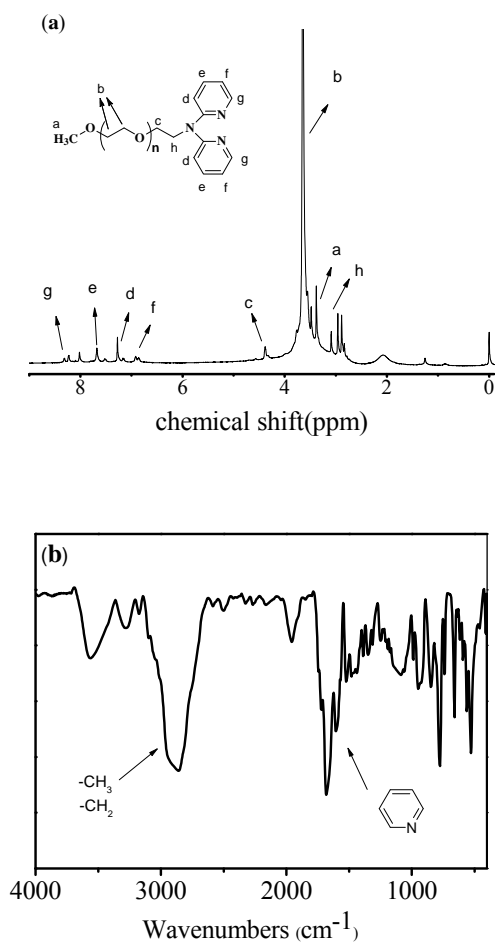 (a)
e
f
b
d
g
a
c
N
N
H₃C
O
O
n
h
N
d
g
N
e
f
b
a
h
g
e
d
f
c
8
6
4
2
0
chemical shift(ppm)
(b)
-CH₃
-CH₂
N
4000
3000
2000
1000
Wavenumbers (cm⁻¹)